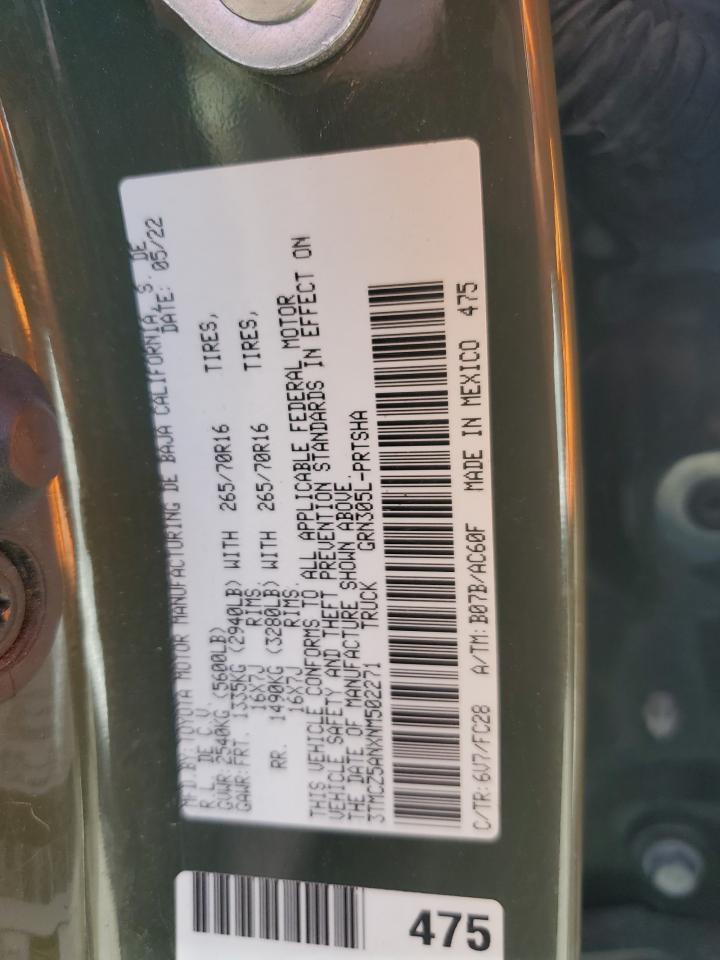 MFD.BY: TOYOTA MOTOR MANUFACTURING DE BAJA CALIFORNIA, S. DE
R.L. DE C.V. DATE: 05/22
GVWR: 2540KG (5600LB)
GAWR: FRT. 1335KG (2940LB) WITH 265/70R16 TIRES,
16X7J RIMS.
RR. 1490KG (3280LB) WITH 265/70R16 TIRES,
16X7J RIMS.
THIS VEHICLE CONFORMS TO ALL APPLICABLE FEDERAL MOTOR
VEHICLE SAFETY AND THEFT PREVENTION STANDARDS IN EFFECT ON
THE DATE OF MANUFACTURE SHOWN ABOVE.
3TMCZ5ANXNM502271 TRUCK GRN305L-PRTSHA
C/TR: 6V7/FC28 A/TM: B07B/AC60F MADE IN MEXICO 475
475